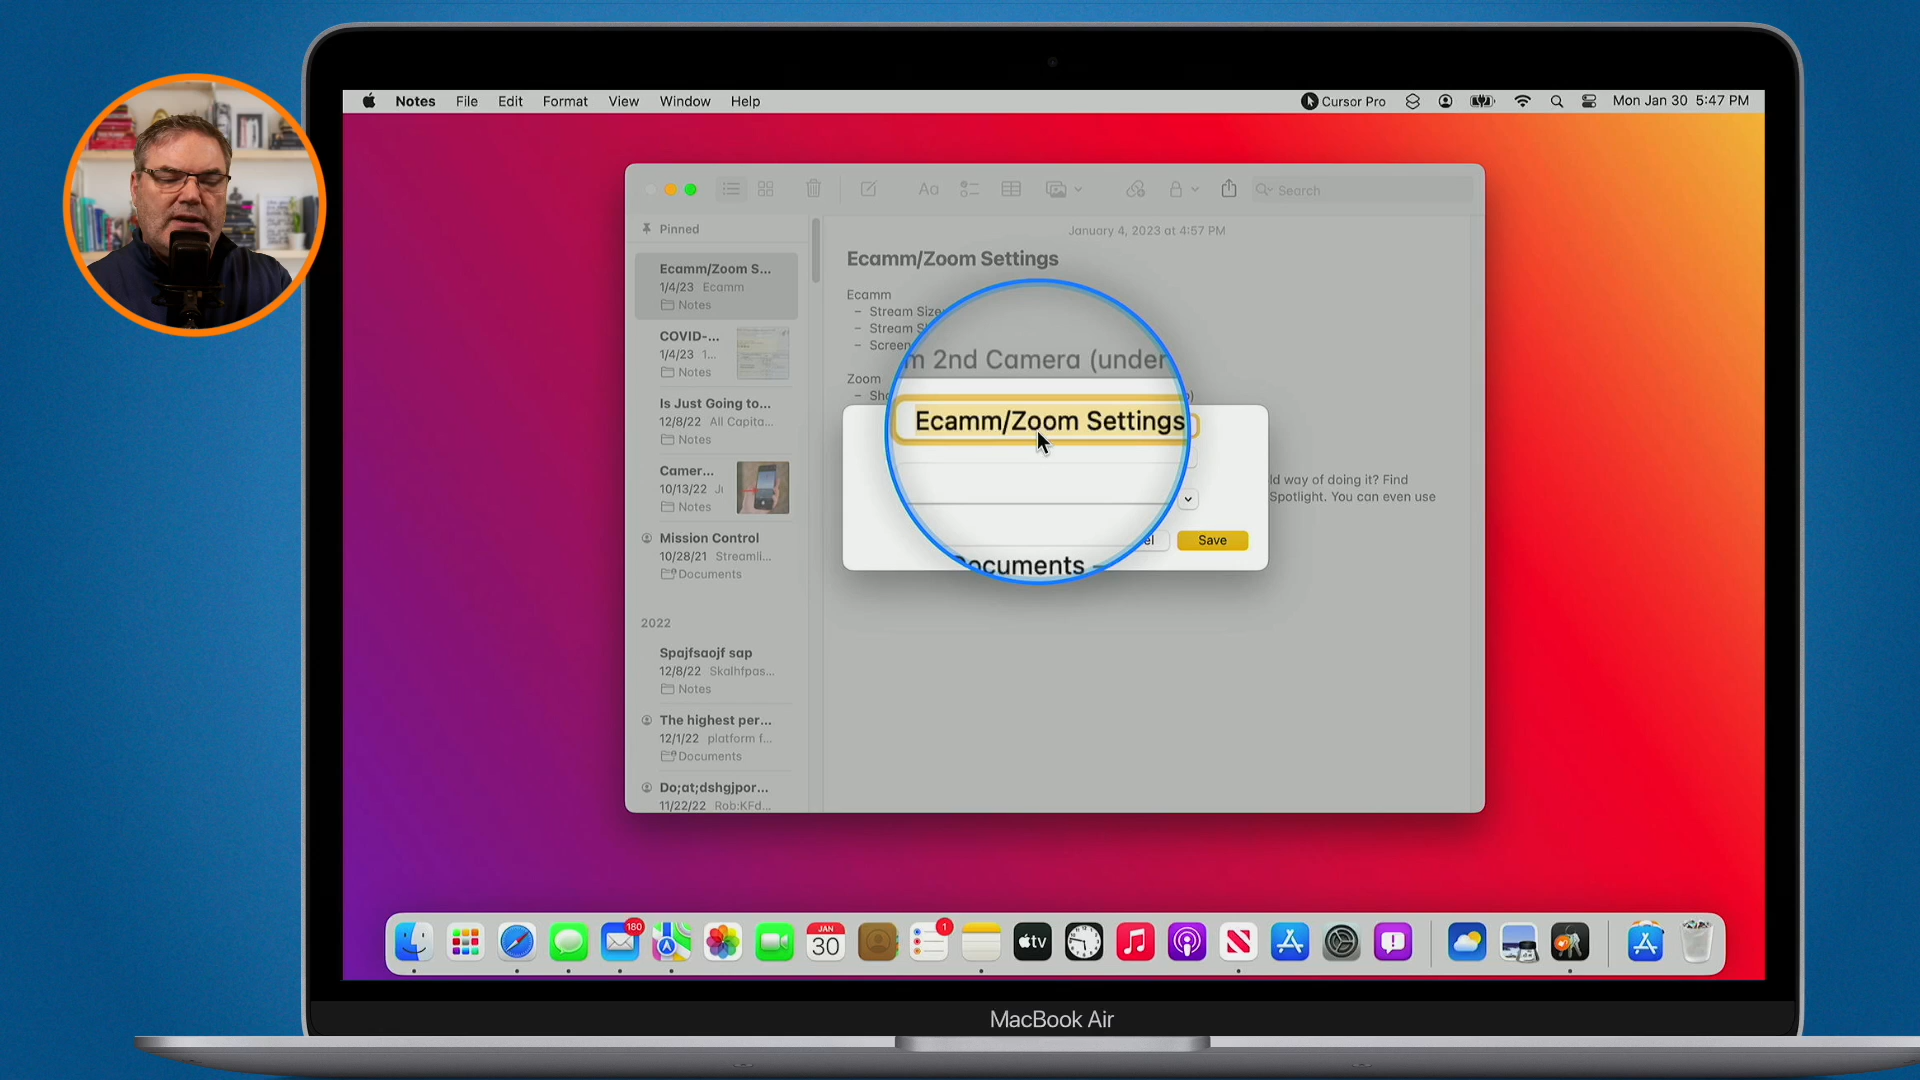 Notes File Edit Format View Window Help
Cursor Pro Mon Jan 30 5:47 PM
Aa
Search
Pinned
Ecamm/Zoom S...
1/4/23 Ecamm
Notes
COVID-...
1/4/23 1...
Notes
Is Just Going to...
12/8/22 All Capita...
Notes
Camer...
10/13/22
Notes
Mission Control
10/28/21 Streamli...
Documents
2022
Spajfsaojf sap
12/8/22 Skalhfpas...
Notes
The highest per...
12/1/22 platform f...
Documents
Do;at;dshgjpor...
11/22/22 Rob:KFd...
January 4, 2023 at 4:57 PM
Ecamm/Zoom Settings
Ecamm
- Stream Size
- Stream
- Screen
Zoom
2nd Camera (under
Ecamm/Zoom Settings
Documents
Save
way of doing it? Find
Spotlight. You can even use
180
JAN
30
1
tv
MacBook Air